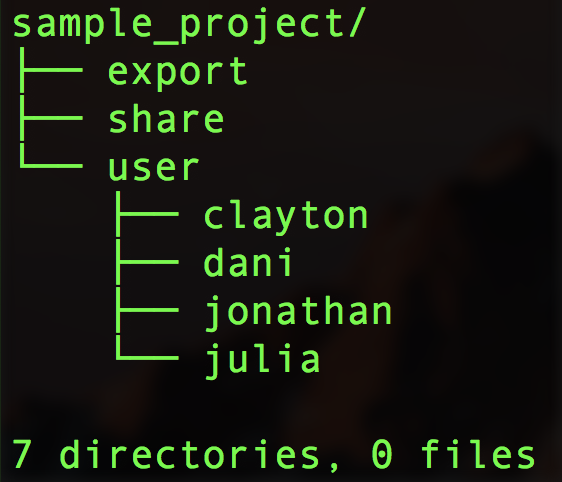 sample_project/
├── export
├── share
└── user
    ├── clayton
    ├── dani
    ├── jonathan
    └── julia
7 directories, 0 files